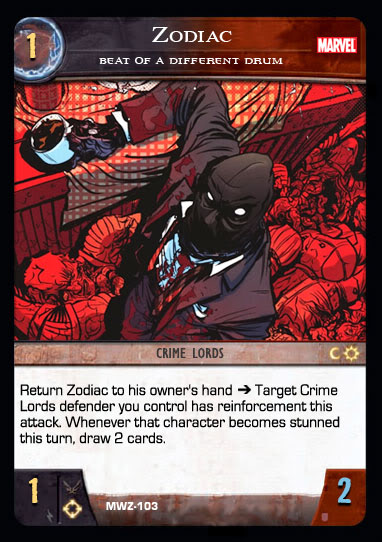 1
Zodiac
MARVEL
BEAT OF A DIFFERENT DRUM
CRIME LORDS
Return Zodiac to his owner's hand ➔ Target Crime
Lords defender you control has reinforcement this
attack. Whenever that character becomes stunned
this turn, draw 2 cards.
1
MWZ-103
2